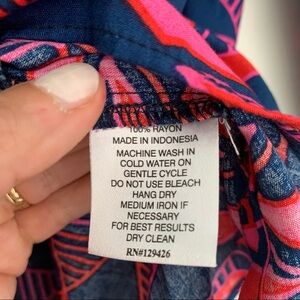 100% RAYON
MADE IN INDONESIA
MACHINE WASH IN
COLD WATER ON
GENTLE CYCLE
DO NOT USE BLEACH
HANG DRY
MEDIUM IRON IF
NECESSARY
FOR BEST RESULTS
DRY CLEAN
RN#129426